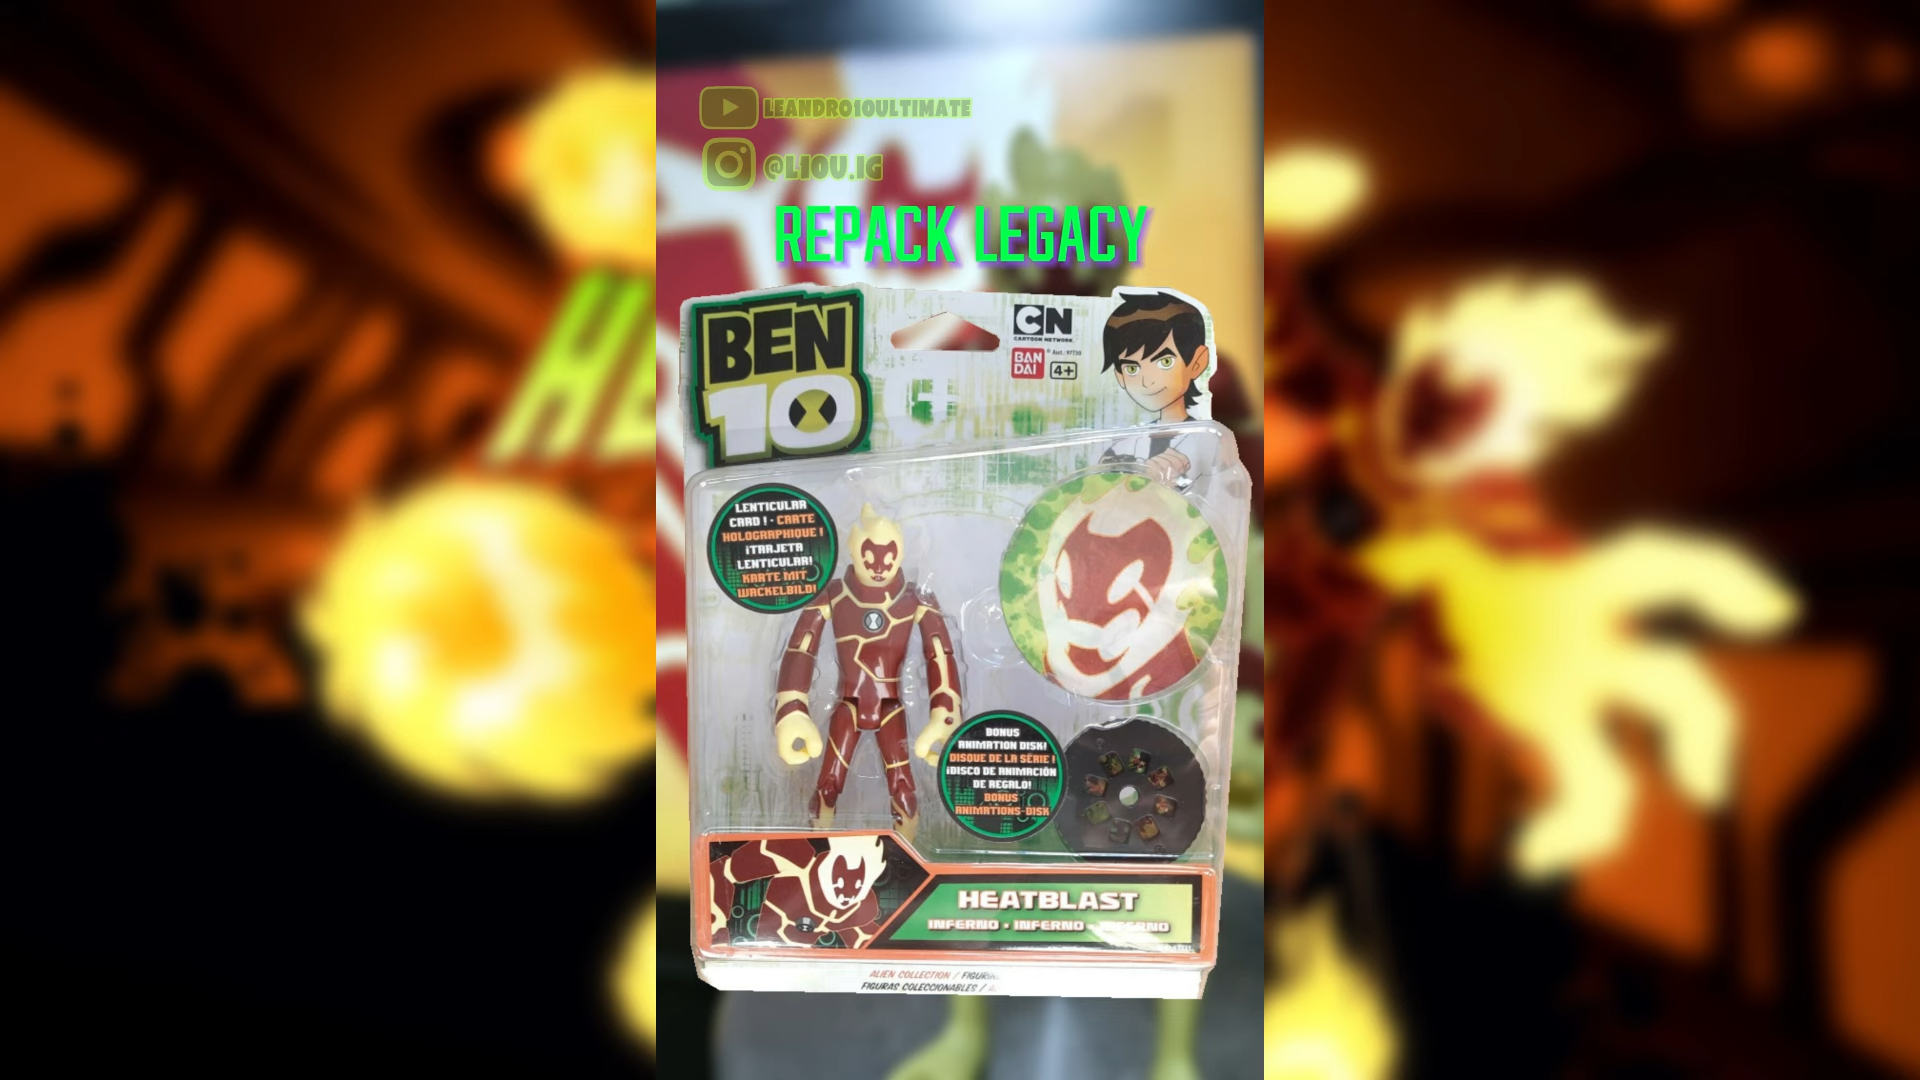 LEANDRO10ULTIMATE
@L10U.IG
REPACK LEGACY
BEN
10
CN
CARTOON NETWORK
BAN
DAI
4+
LENTICULAR
CARD ! · CARTE
HOLOGRAPHIQUE !
¡TARJETA
LENTICULAR!
KARTE MIT
WACKELBILD!
BONUS
ANIMATION DISK!
DISQUE DE LA SÉRIE !
¡DISCO DE ANIMACIÓN
DE REGALO!
BONUS
ANIMATIONS-DISK
HEATBLAST
INFERNO · INFERNO · INFERNO
ALIEN COLLECTION /
FIGURAS COLECCIONABLES /